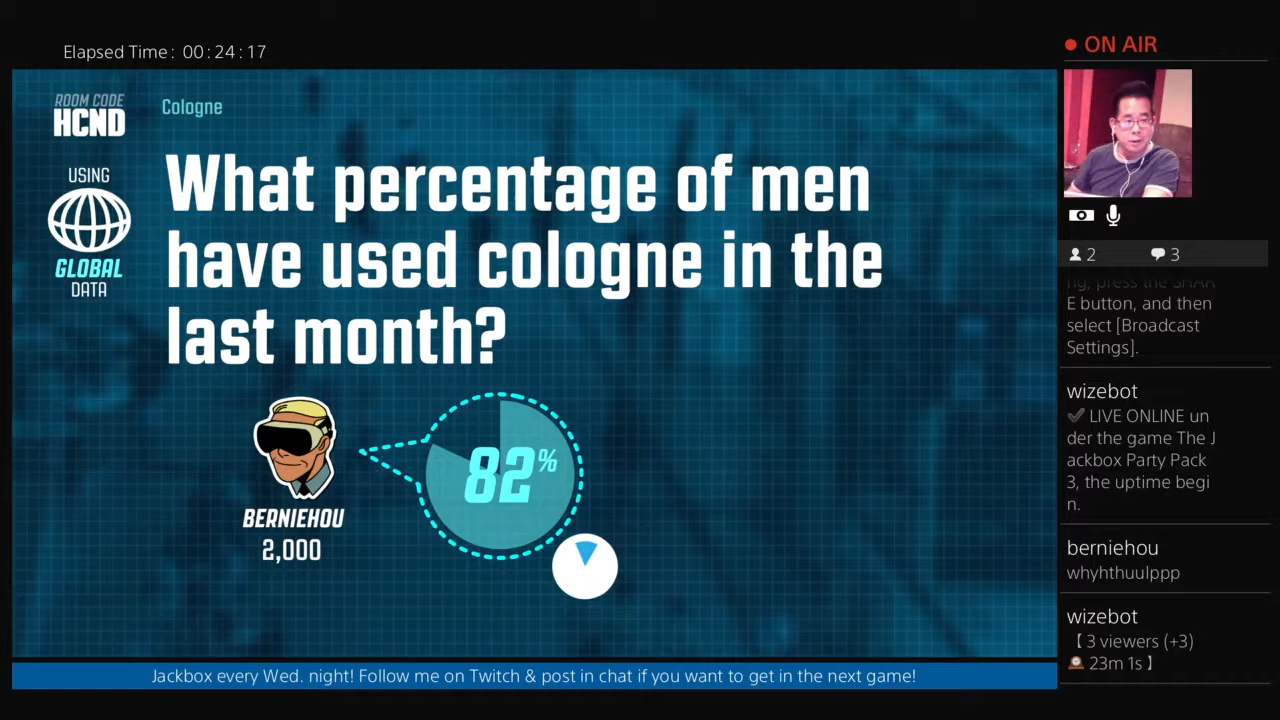 Elapsed Time: 00:24:17
ON AIR
ROOM CODE
HCND
Cologne
USING
GLOBAL
DATA
What percentage of men
have used cologne in the
last month?
82%
BERNIEHOU
2,000
2
3
ng, press the SHAR
E button, and then
select [Broadcast
Settings].
wizebot
✔ LIVE ONLINE un
der the game The J
ackbox Party Pack
3, the uptime begi
n.
berniehou
whyhthuulppp
wizebot
【 3 viewers (+3)
🕰 23m 1s 】
Jackbox every Wed. night! Follow me on Twitch & post in chat if you want to get in the next game!